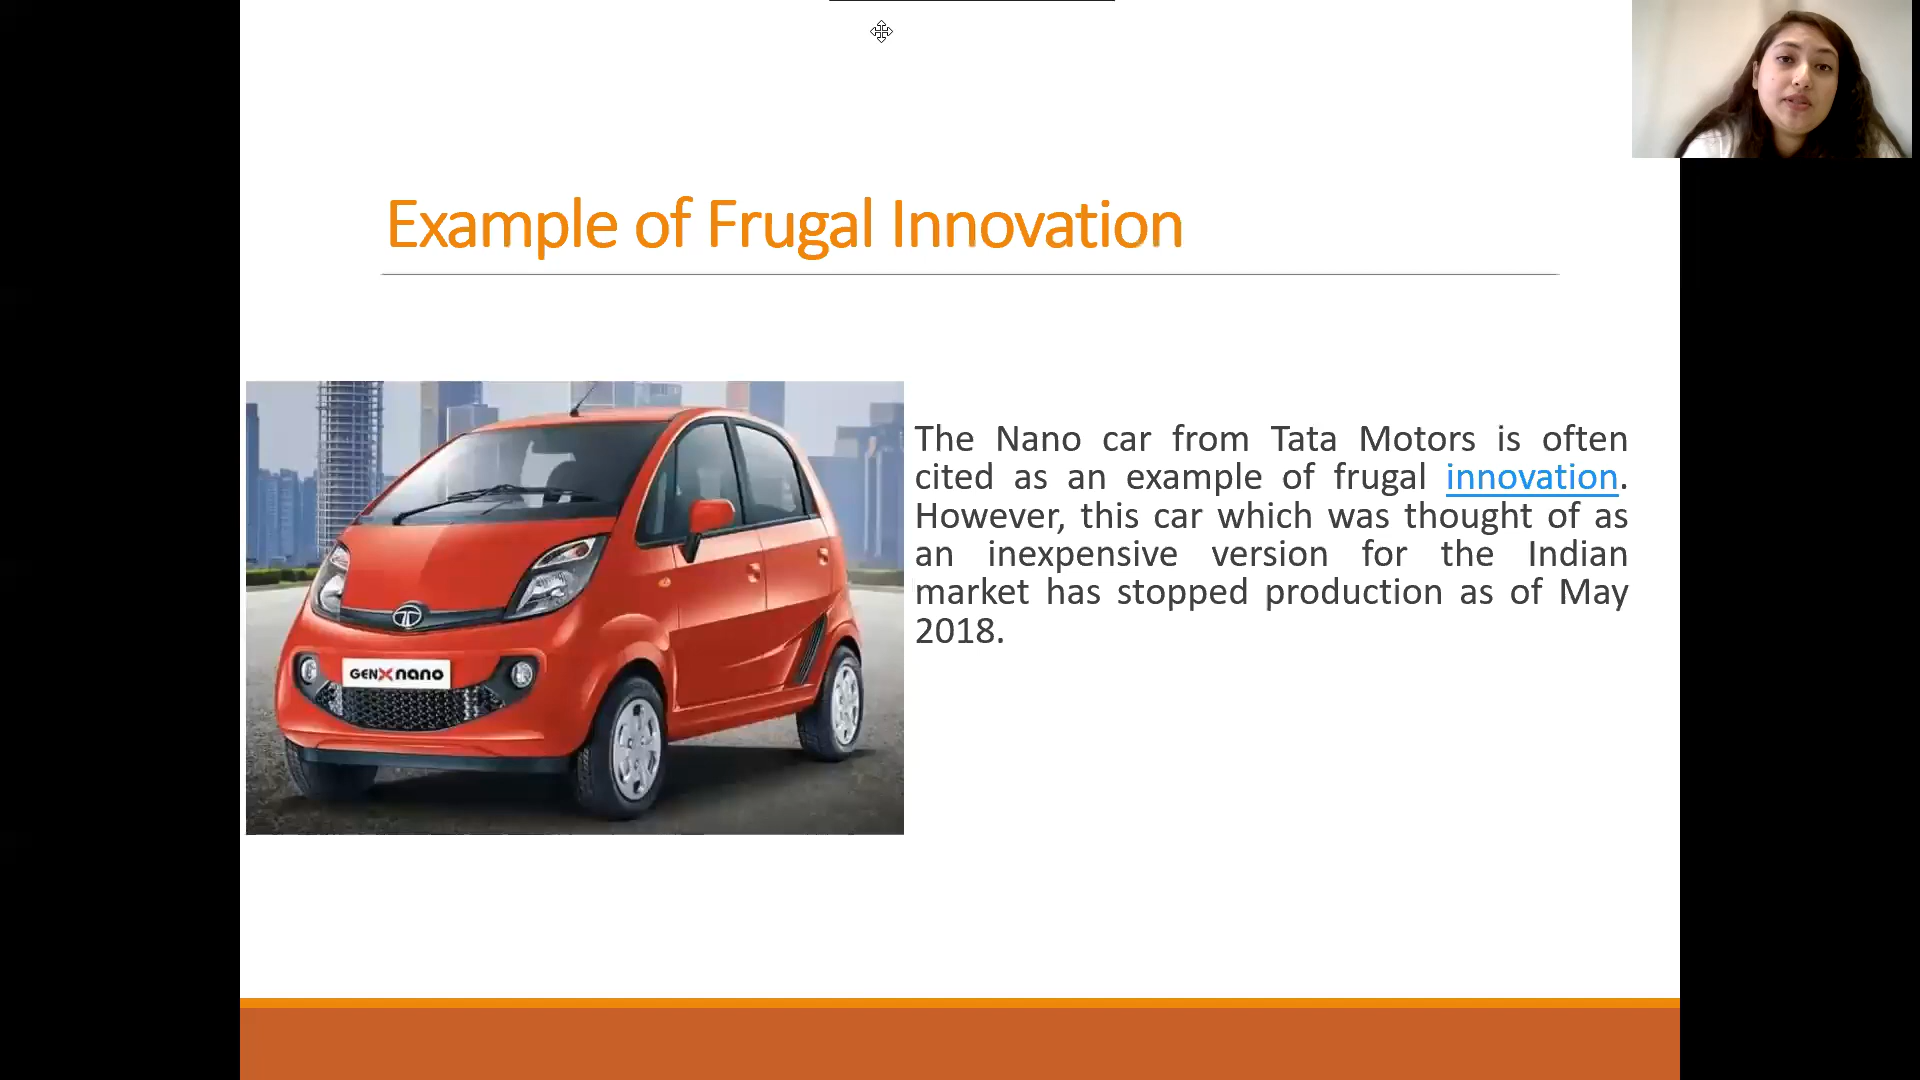 Example of Frugal Innovation
The Nano car from Tata Motors is often
cited as an example of frugal innovation.
However, this car which was thought of as
an inexpensive version for the Indian
market has stopped production as of May
2018.
GENX nano